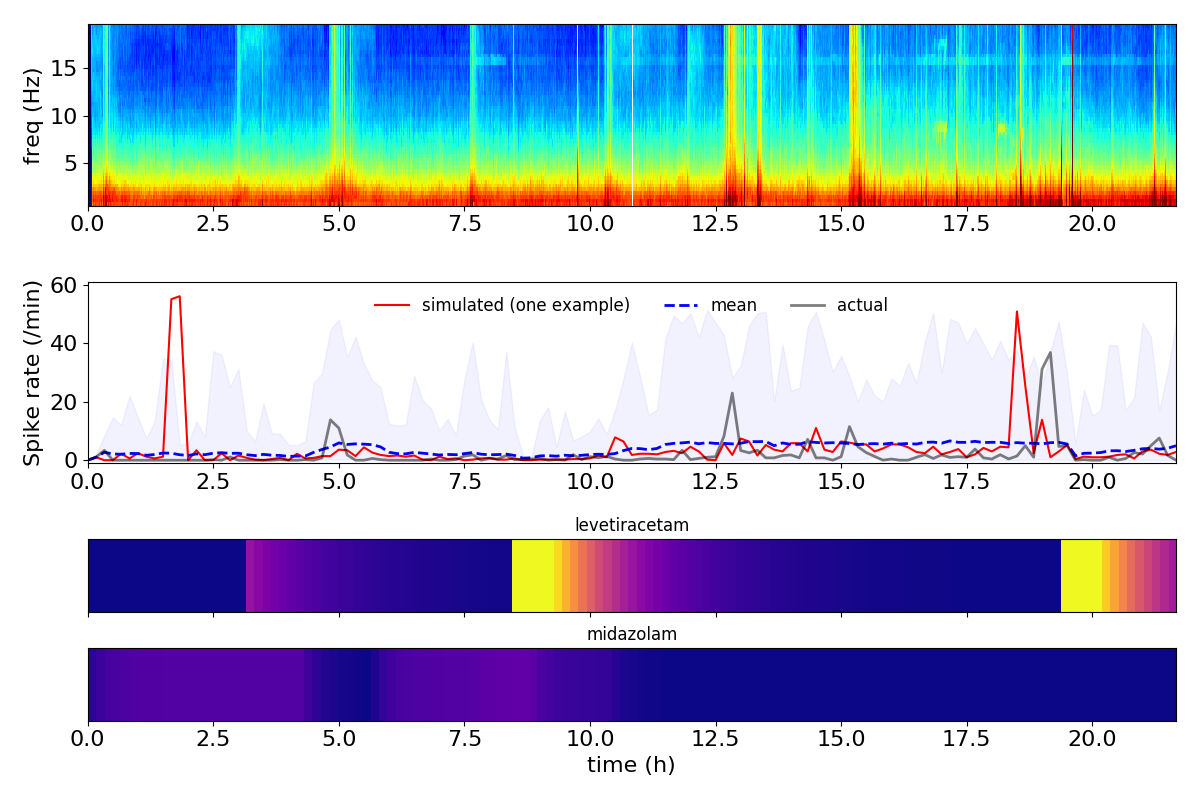 freq (Hz)
15
10
5
0.0 2.5 5.0 7.5 10.0 12.5 15.0 17.5 20.0
Spike rate (/min)
60
40
20
0
simulated (one example) mean actual
0.0 2.5 5.0 7.5 10.0 12.5 15.0 17.5 20.0
levetiracetam
midazolam
0.0 2.5 5.0 7.5 10.0 12.5 15.0 17.5 20.0
time (h)